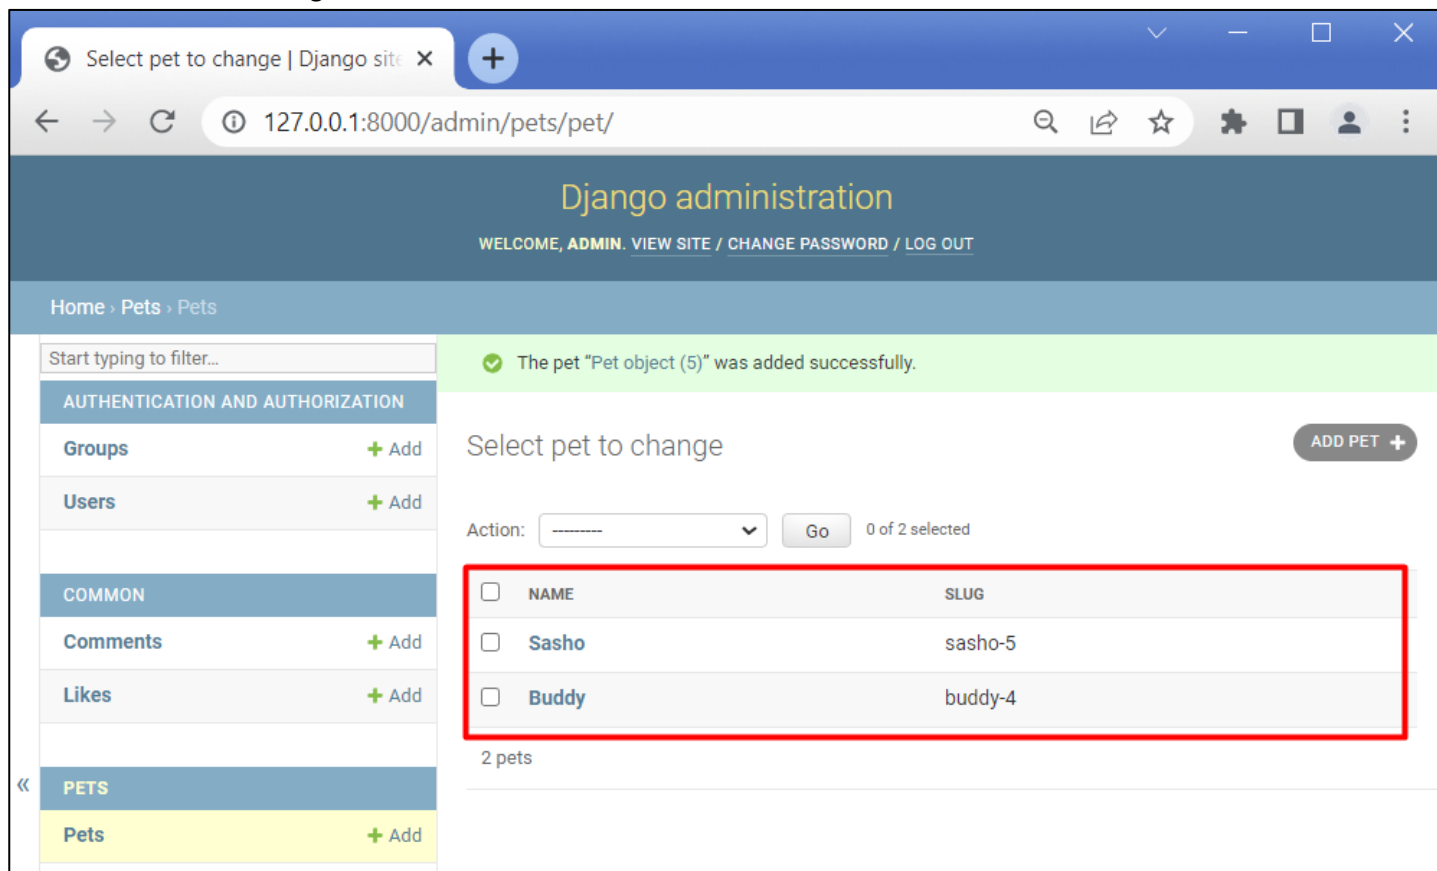 Select pet to change | Django site
127.0.0.1:8000/admin/pets/pet/
Django administration
WELCOME, ADMIN. VIEW SITE / CHANGE PASSWORD / LOG OUT
Home › Pets › Pets
Start typing to filter...
The pet “Pet object (5)” was added successfully.
AUTHENTICATION AND AUTHORIZATION
Groups + Add
Users + Add
COMMON
Comments + Add
Likes + Add
«
PETS
Pets + Add
Select pet to change
ADD PET +
Action: --------- Go 0 of 2 selected
NAME SLUG
Sasho sasho-5
Buddy buddy-4
2 pets